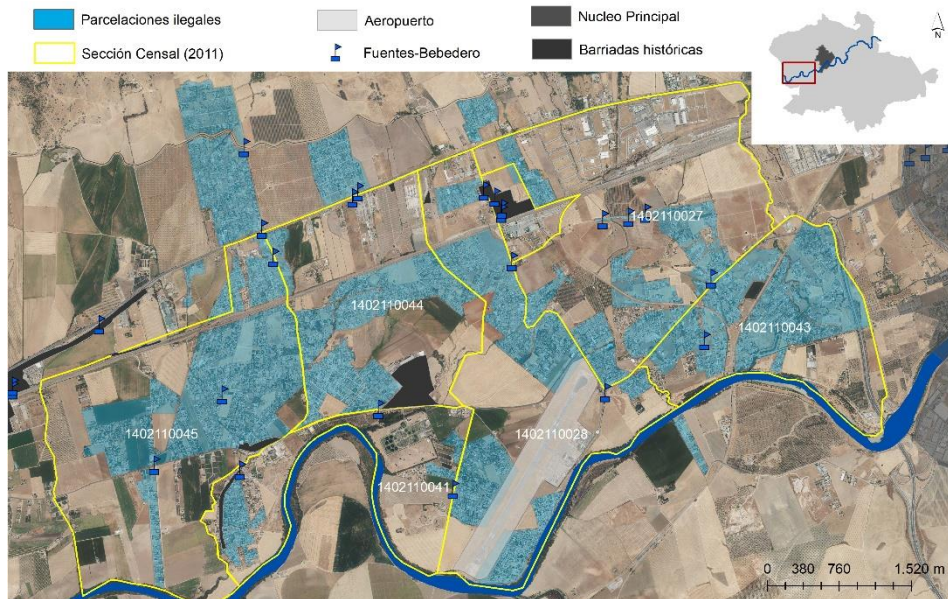 Parcelaciones ilegales
Aeropuerto
Nucleo Principal
Sección Censal (2011)
Fuentes-Bebedero
Barriadas históricas
N
1402110027
1402110044
1402110043
1402110045
1402110028
1402110041
0 380 760 1.520 m